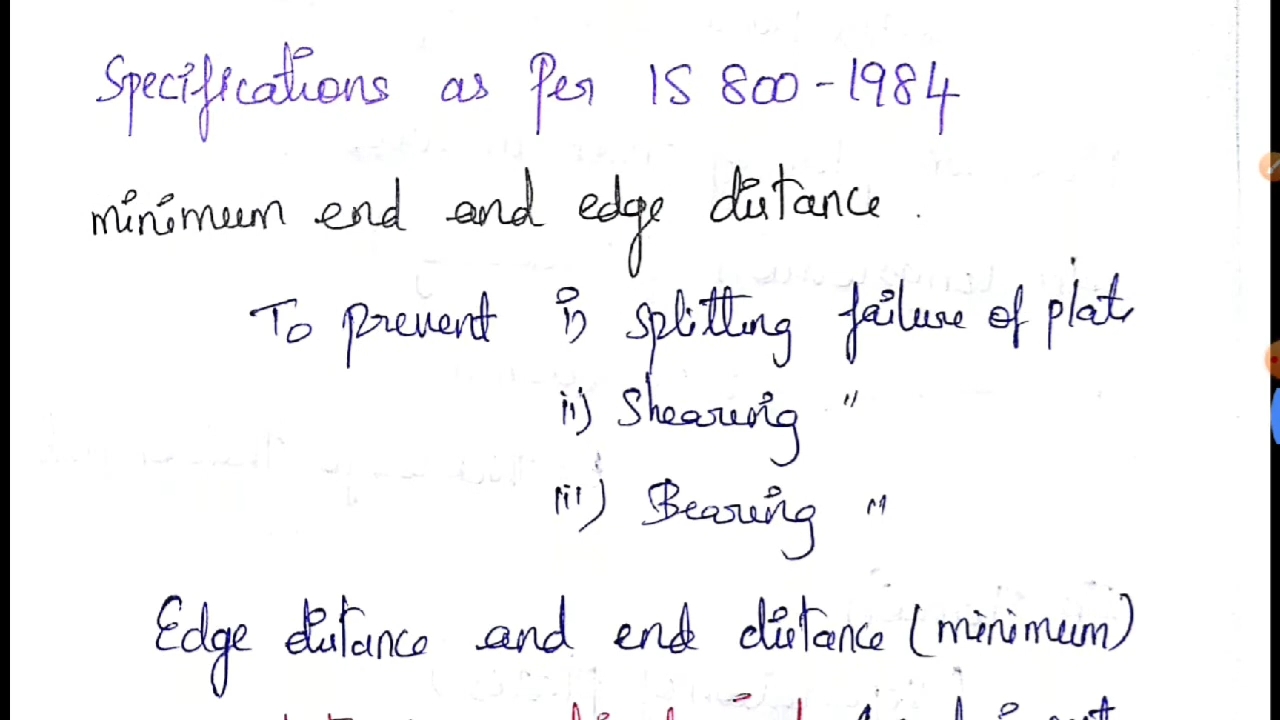 Specifications as Per IS 800-1984
minimum end and edge distance.
To prevent i) splitting failure of plate
ii) Shearing "
iii) Bearing "
Edge distance and end distance (minimum)